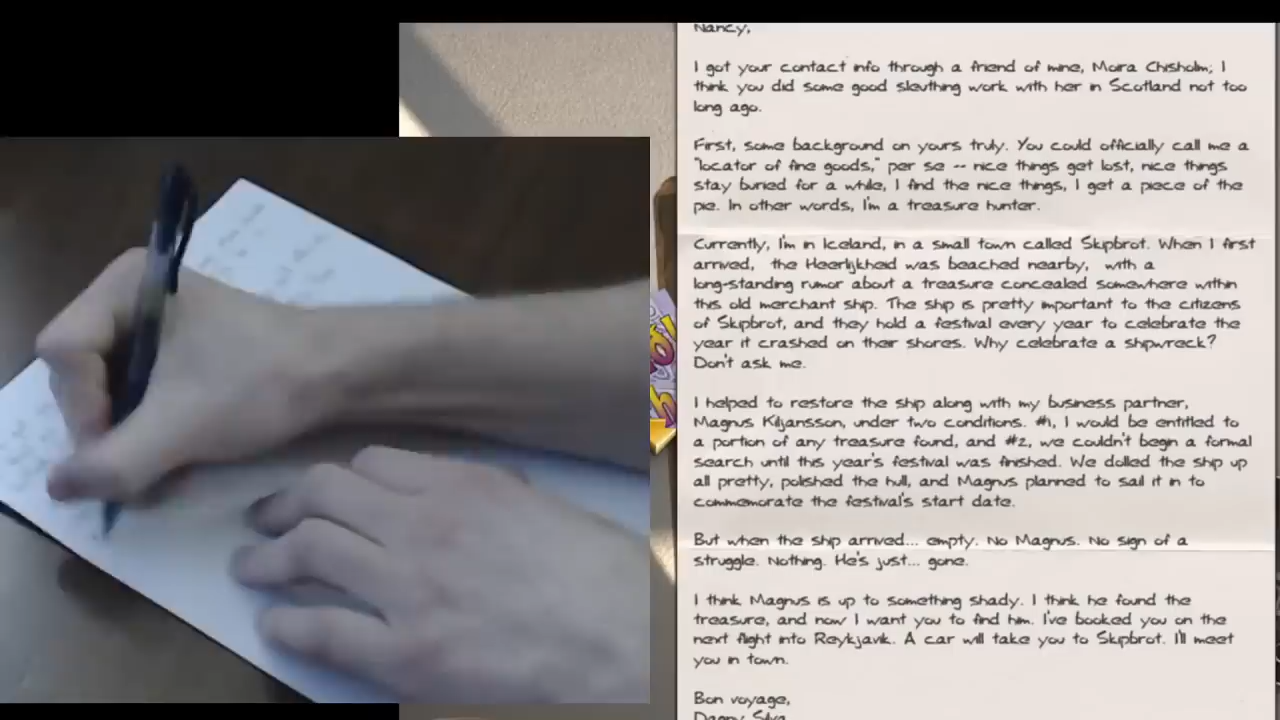 Nancy,
I got your contact info through a friend of mine, Moira Chisholm; I
think you did some good sleuthing work with her in Scotland not too
long ago.
First, some background on yours truly. You could officially call me a
"locator of fine goods," per se -- nice things get lost, nice things
stay buried for a while, I find the nice things, I get a piece of the
pie. In other words, I'm a treasure hunter.
Currently, I'm in Iceland, in a small town called Skipbrot. When I first
arrived, the Heerlijkheid was beached nearby, with a
long-standing rumor about a treasure concealed somewhere within
this old merchant ship. The ship is pretty important to the citizens
of Skipbrot, and they hold a festival every year to celebrate the
year it crashed on their shores. Why celebrate a shipwreck?
Don't ask me.
I helped to restore the ship along with my business partner,
Magnus Kiljansson, under two conditions. #1, I would be entitled to
a portion of any treasure found, and #2, we couldn't begin a formal
search until this year's festival was finished. We dolled the ship up
all pretty, polished the hull, and Magnus planned to sail it in to
commemorate the festival's start date.
But when the ship arrived... empty. No Magnus. No sign of a
struggle. Nothing. He's just... gone.
I think Magnus is up to something shady. I think he found the
treasure, and now I want you to find him. I've booked you on the
next flight into Reykjavik. A car will take you to Skipbrot. I'll meet
you in town.
Bon voyage,
Dagny Silva